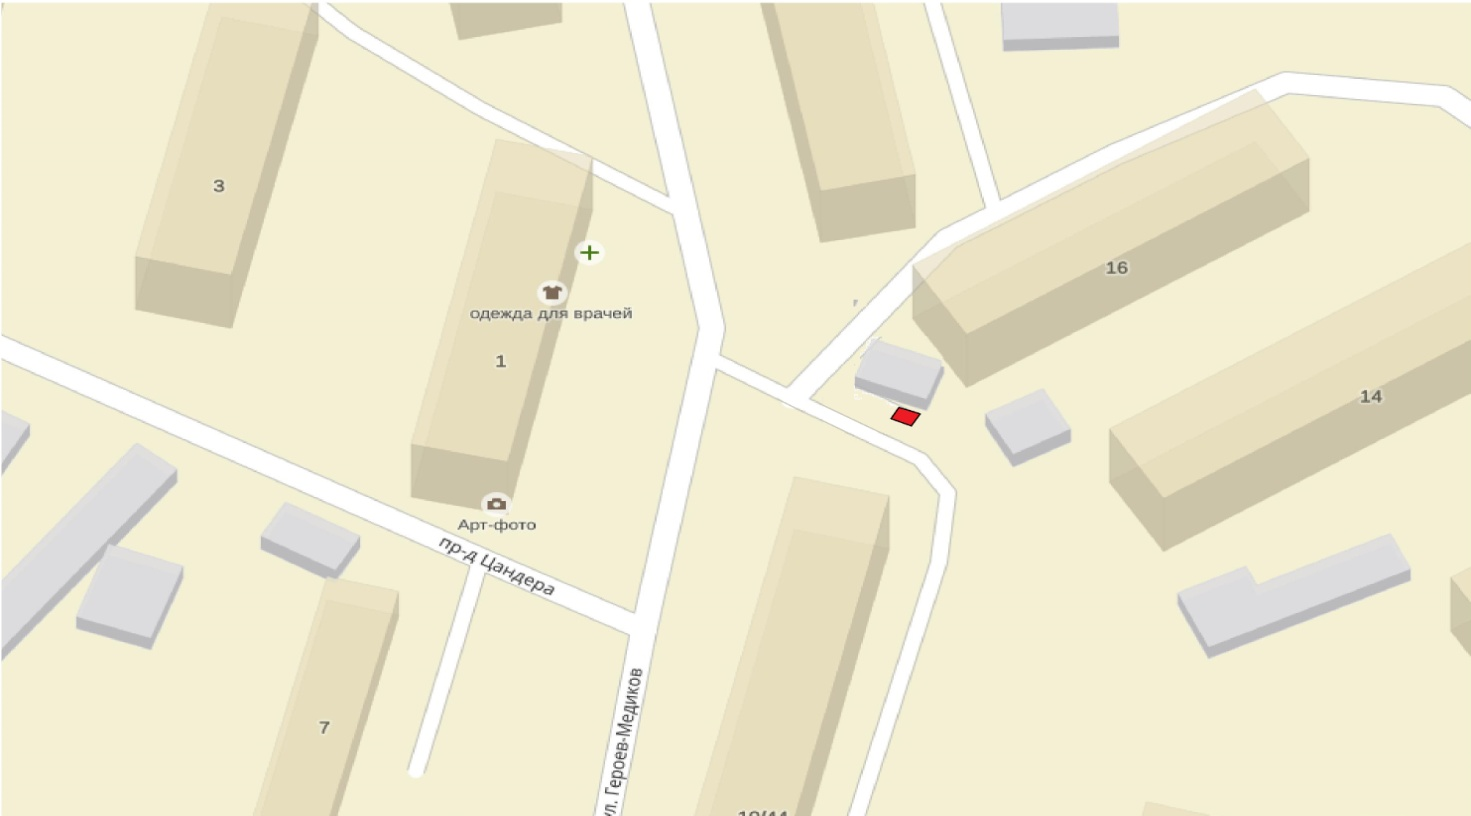 3
16
одежда для врачей
1
14
Арт-фото
пр-д Цандера
ул. Героев-Медиков
7